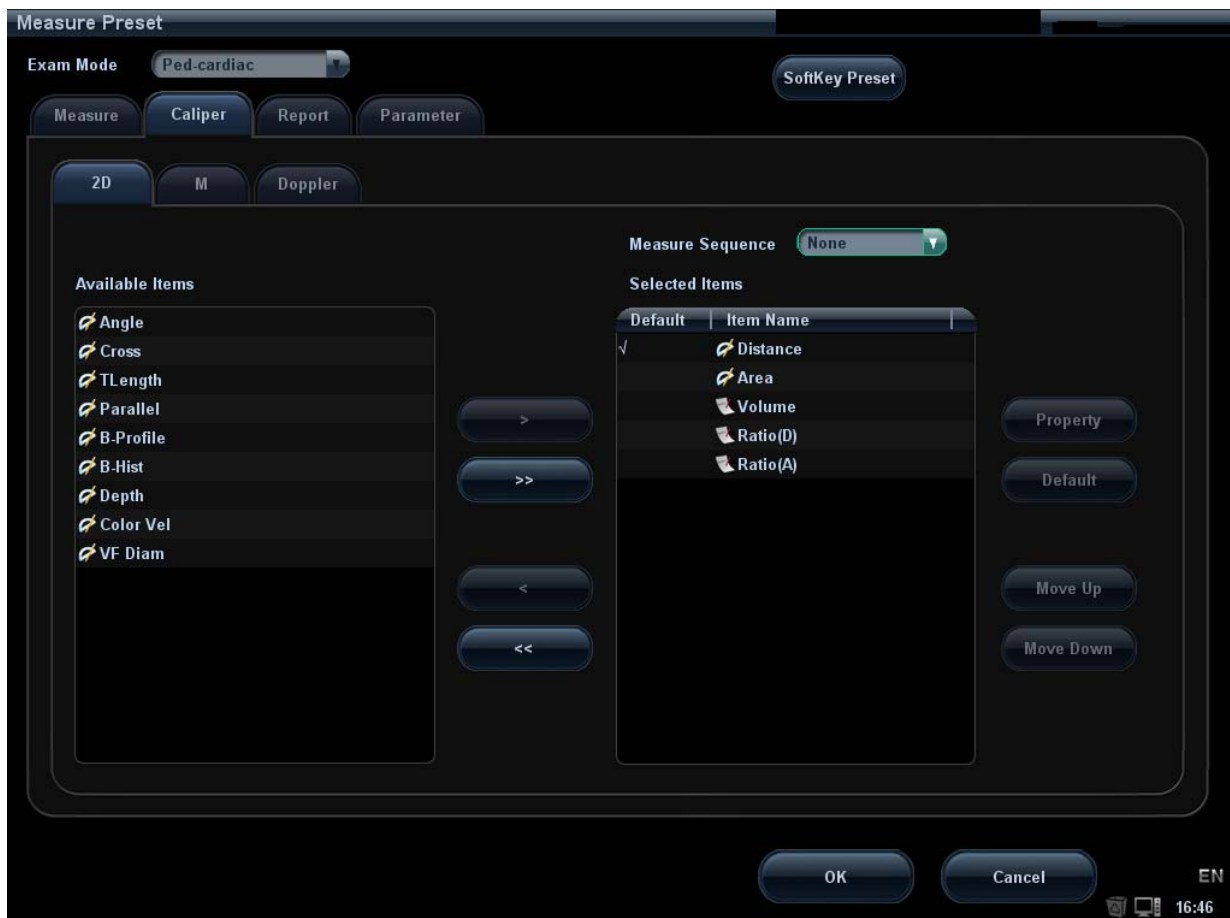 Measure Preset
Exam Mode Ped-cardiac
SoftKey Preset
Measure Caliper Report Parameter
2D M Doppler
Measure Sequence None
Available Items
Angle
Cross
TLength
Parallel
B-Profile
B-Hist
Depth
Color Vel
VF Diam
>
>>
<
<<
Selected Items
Default Item Name
√ Distance
Area
Volume
Ratio(D)
Ratio(A)
Property
Default
Move Up
Move Down
OK Cancel
EN
16:46